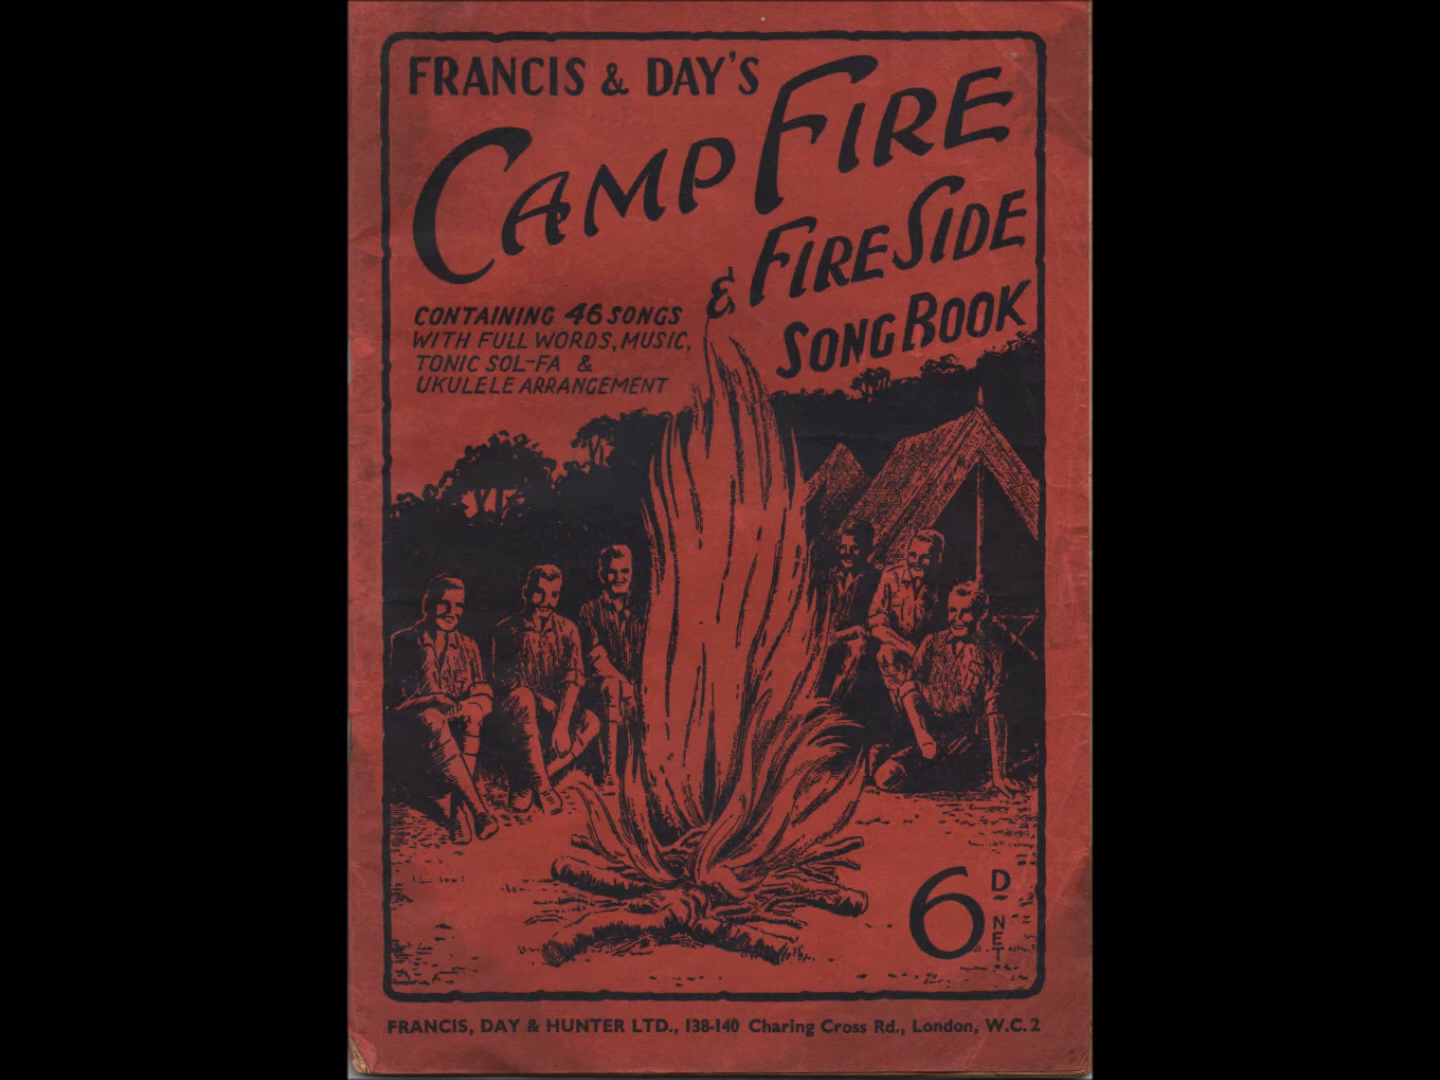 FRANCIS & DAY'S
CAMP FIRE
& FIRE SIDE
SONG BOOK
CONTAINING 46 SONGS
WITH FULL WORDS, MUSIC,
TONIC SOL-FA &
UKULELE ARRANGEMENT
6D
NET
FRANCIS, DAY & HUNTER LTD., 138-140 Charing Cross Rd., London, W.C.2